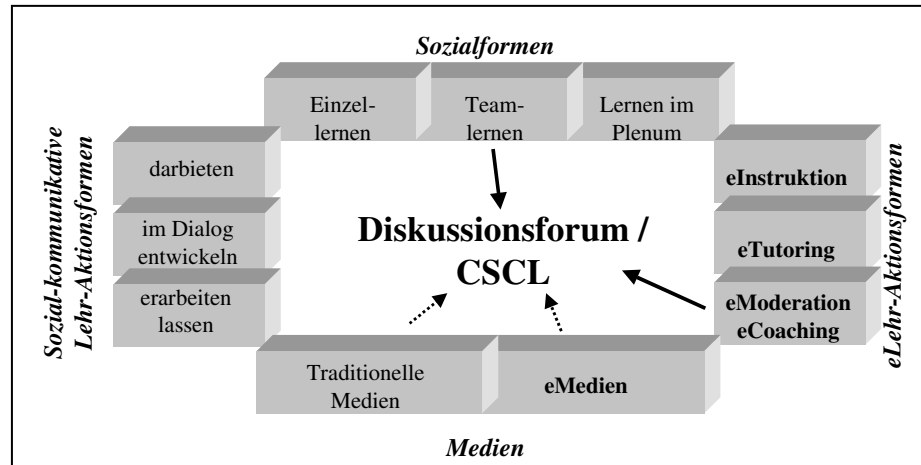 Sozialformen
Einzel-
lernen
Team-
lernen
Lernen im
Plenum
Sozial-kommunikative
Lehr-Aktionsformen
darbieten
im Dialog
entwickeln
erarbeiten
lassen
Diskussionsforum /
CSCL
eInstruktion
eTutoring
eModeration
eCoaching
eLehr-Aktionsformen
Traditionelle
Medien
eMedien
Medien